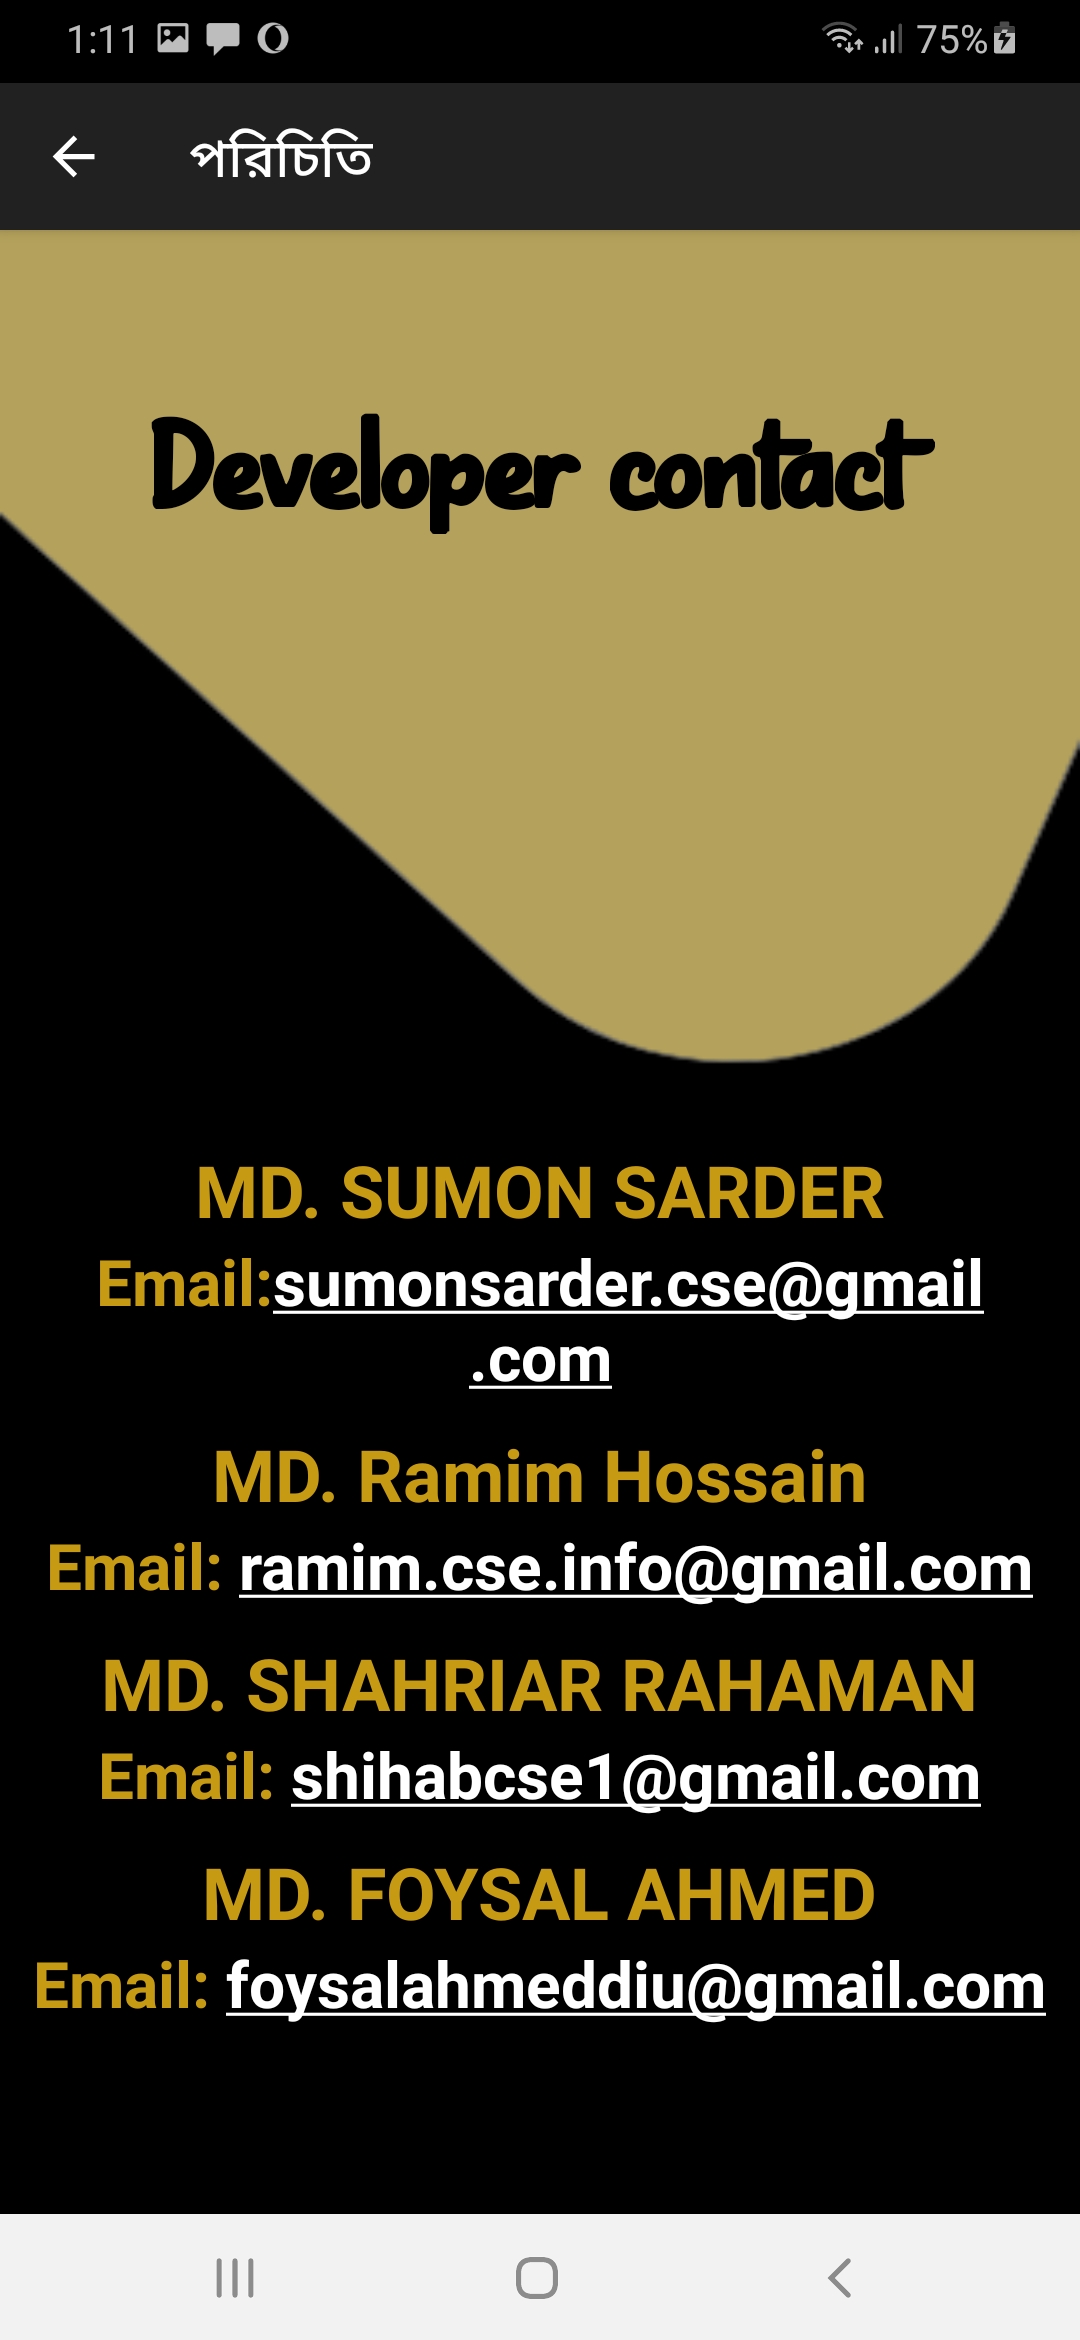 1:11 75%
পরিচিতি
Developer contact
MD. SUMON SARDER
Email:sumonsarder.cse@gmail
.com
MD. Ramim Hossain
Email: ramim.cse.info@gmail.com
MD. SHAHRIAR RAHAMAN
Email: shihabcse1@gmail.com
MD. FOYSAL AHMED
Email: foysalahmeddiu@gmail.com